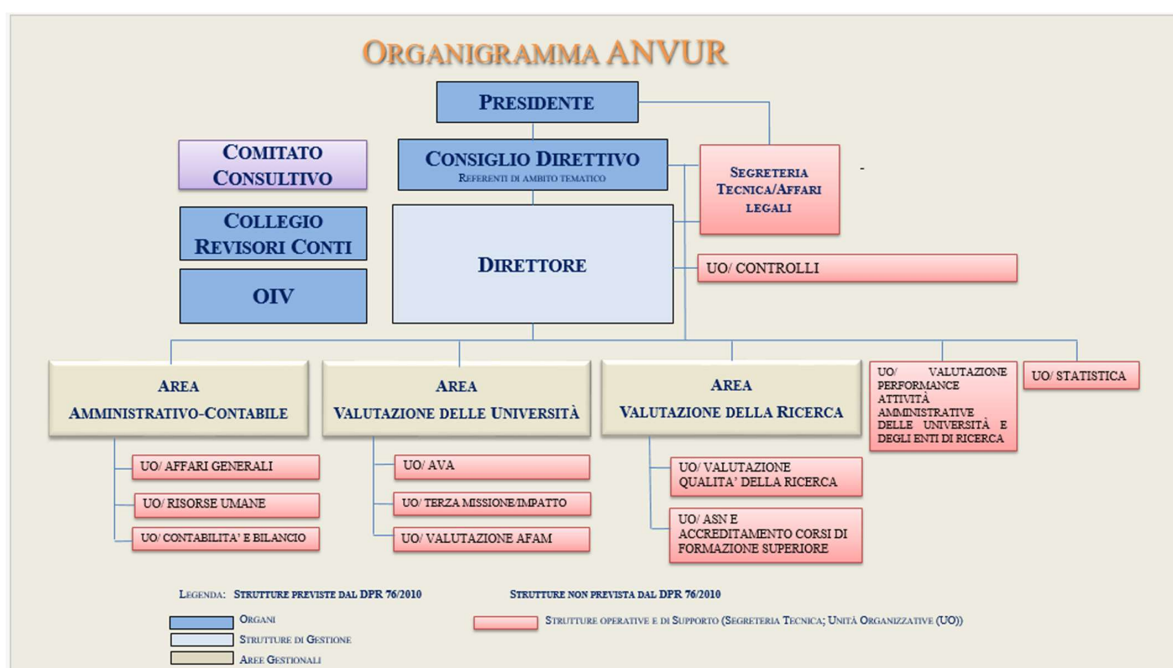 ORGANIGRAMMA ANVUR
PRESIDENTE
COMITATO
CONSULTIVO
CONSIGLIO DIRETTIVO
REFERENTI DI AMBITO TEMATICO
SEGRETERIA
TECNICA/AFFARI
LEGALI
-
COLLEGIO
REVISORI CONTI
DIRETTORE
UO/ CONTROLLI
OIV
AREA
AMMINISTRATIVO-CONTABILE
AREA
VALUTAZIONE DELLE UNIVERSITÀ
AREA
VALUTAZIONE DELLA RICERCA
UO/ VALUTAZIONE
PERFORMANCE
ATTIVITÀ
AMMINISTRATIVE
DELLE UNIVERSITÀ E
DEGLI ENTI DI RICERCA
UO/ STATISTICA
UO/ AFFARI GENERALI
UO/ RISORSE UMANE
UO/ CONTABILITA' E BILANCIO
UO/ AVA
UO/ TERZA MISSIONE/IMPATTO
UO/ VALUTAZIONE AFAM
UO/ VALUTAZIONE
QUALITA' DELLA RICERCA
UO/ ASN E
ACCREDITAMENTO CORSI DI
FORMAZIONE SUPERIORE
LEGENDA: STRUTTURE PREVISTE DAL DPR 76/2010
STRUTTURE NON PREVISTA DAL DPR 76/2010
ORGANI
STRUTTURE DI GESTIONE
AREE GESTIONALI
STRUTTURE OPERATIVE E DI SUPPORTO (SEGRETERIA TECNICA; UNITÀ ORGANIZZATIVE (UO))